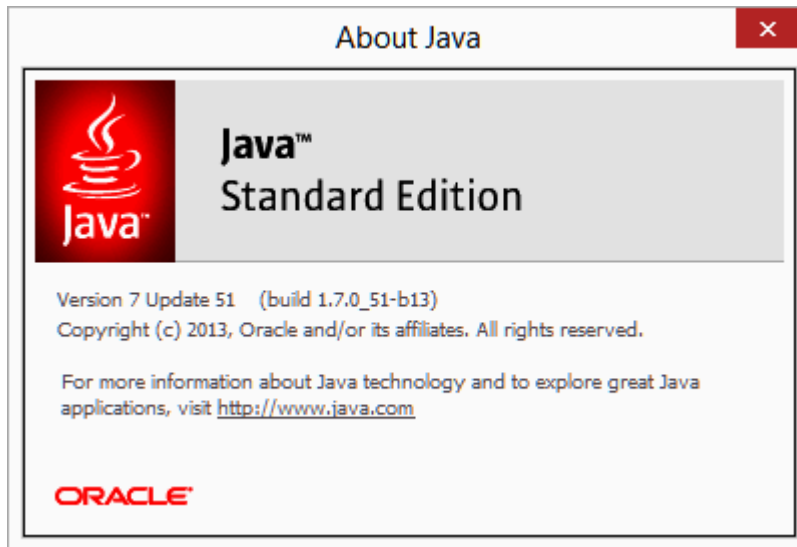 About Java
Java™
Standard Edition
Java™
Version 7 Update 51 (build 1.7.0_51-b13)
Copyright (c) 2013, Oracle and/or its affiliates. All rights reserved.
For more information about Java technology and to explore great Java
applications, visit http://www.java.com
ORACLE®